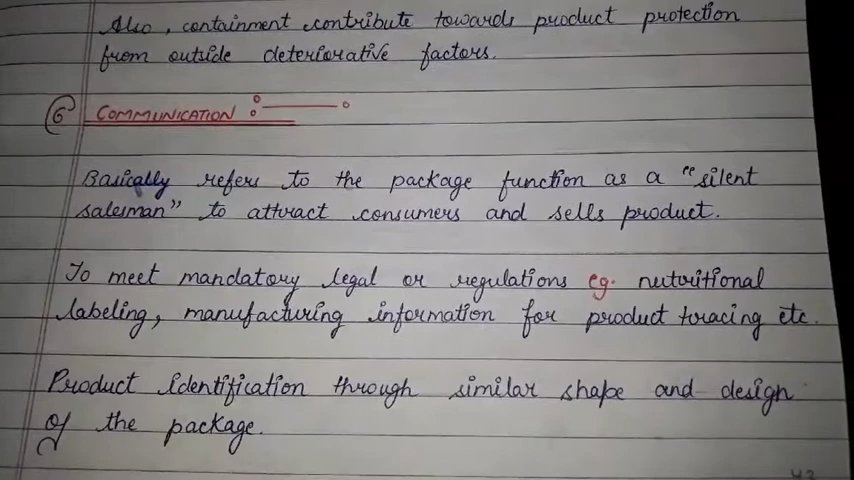 Also, containment contribute towards product protection
from outside deteriorative factors.
6 COMMUNICATION :
Basically refers to the package function as a "silent
salesman" to attract consumers and sells product.
To meet mandatory legal or regulations eg. nutritional
labeling, manufacturing information for product tracing etc.
Product identification through similar shape and design
of the package.